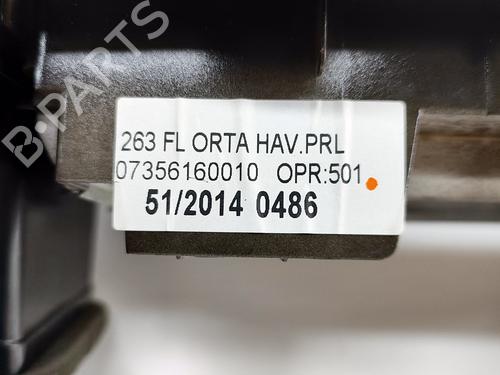 B-PARTS
263 FL ORTA HAV.PRL
07356160010 OPR:501
51/2014 0486